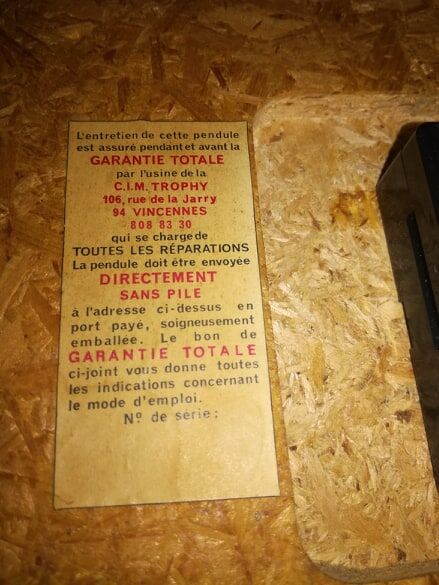 L'entretien de cette pendule
est assuré pendant et avant la
GARANTIE TOTALE
par l'usine de la
C.I.M. TROPHY
106, rue de la Jarry
94 VINCENNES
808 83 30
qui se charge de
TOUTES LES RÉPARATIONS
La pendule doit être envoyée
DIRECTEMENT
SANS PILE
à l'adresse ci-dessus en
port payé, soigneusement
emballée. Le bon de
GARANTIE TOTALE
ci-joint vous donne toutes
les indications concernant
le mode d'emploi.
No de série :